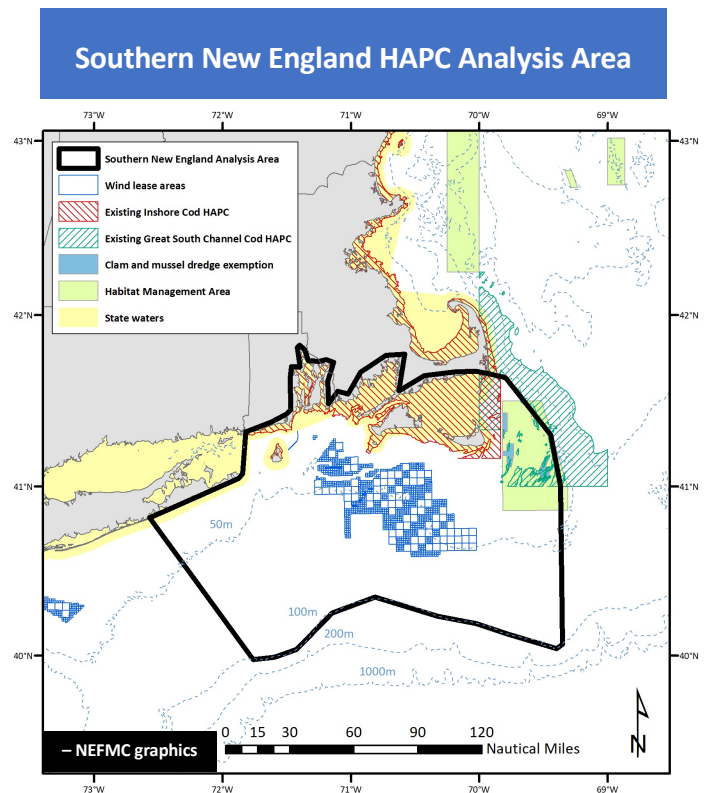 Southern New England HAPC Analysis Area
73°W 72°W 71°W 70°W 69°W
43°N 43°N
Southern New England Analysis Area
Wind lease areas
Existing Inshore Cod HAPC
Existing Great South Channel Cod HAPC
Clam and mussel dredge exemption
Habitat Management Area
State waters
42°N 42°N
41°N 41°N
50m
100m
200m
40°N 40°N
1000m
N
0 15 30 60 90 120
Nautical Miles
– NEFMC graphics
73°W 72°W 71°W 70°W 69°W